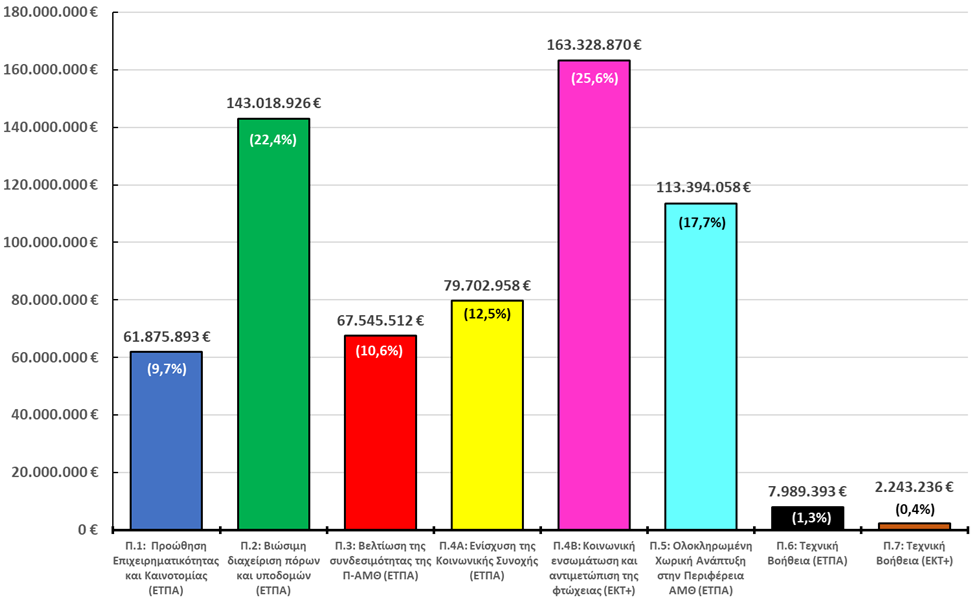 180.000.000 €
160.000.000 €
140.000.000 €
120.000.000 €
100.000.000 €
80.000.000 €
60.000.000 €
40.000.000 €
20.000.000 €
0 €
61.875.893 €
(9,7%)
143.018.926 €
(22,4%)
67.545.512 €
(10,6%)
79.702.958 €
(12,5%)
163.328.870 €
(25,6%)
113.394.058 €
(17,7%)
7.989.393 €
(1,3%)
2.243.236 €
(0,4%)
Π.1: Προώθηση
Επιχειρηματικότητας
και Καινοτομίας
(ΕΤΠΑ)
Π.2: Βιώσιμη
διαχείριση πόρων
και υποδομών
(ΕΤΠΑ)
Π.3: Βελτίωση της
συνδεσιμότητας της
Π-ΑΜΘ (ΕΤΠΑ)
Π.4Α: Ενίσχυση της
Κοινωνικής Συνοχής
(ΕΤΠΑ)
Π.4Β: Κοινωνική
ενσωμάτωση και
αντιμετώπιση της
φτώχειας (ΕΚΤ+)
Π.5: Ολοκληρωμένη
Χωρική Ανάπτυξη
στην Περιφέρεια
ΑΜΘ (ΕΤΠΑ)
Π.6: Τεχνική
Βοήθεια (ΕΤΠΑ)
Π.7: Τεχνική
Βοήθεια (ΕΚΤ+)